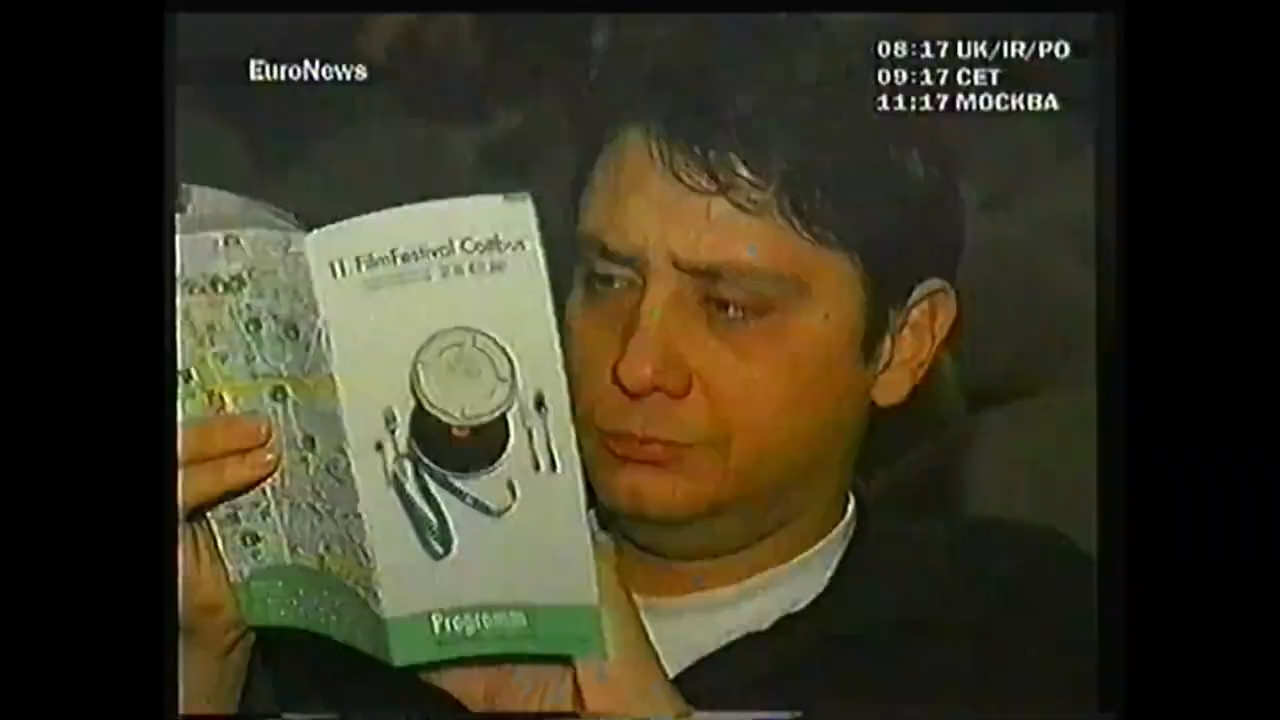 EuroNews
08:17 UK/IR/PO
09:17 CET
11:17 МОСКВА
11. FilmFestival Cottbus
Programm